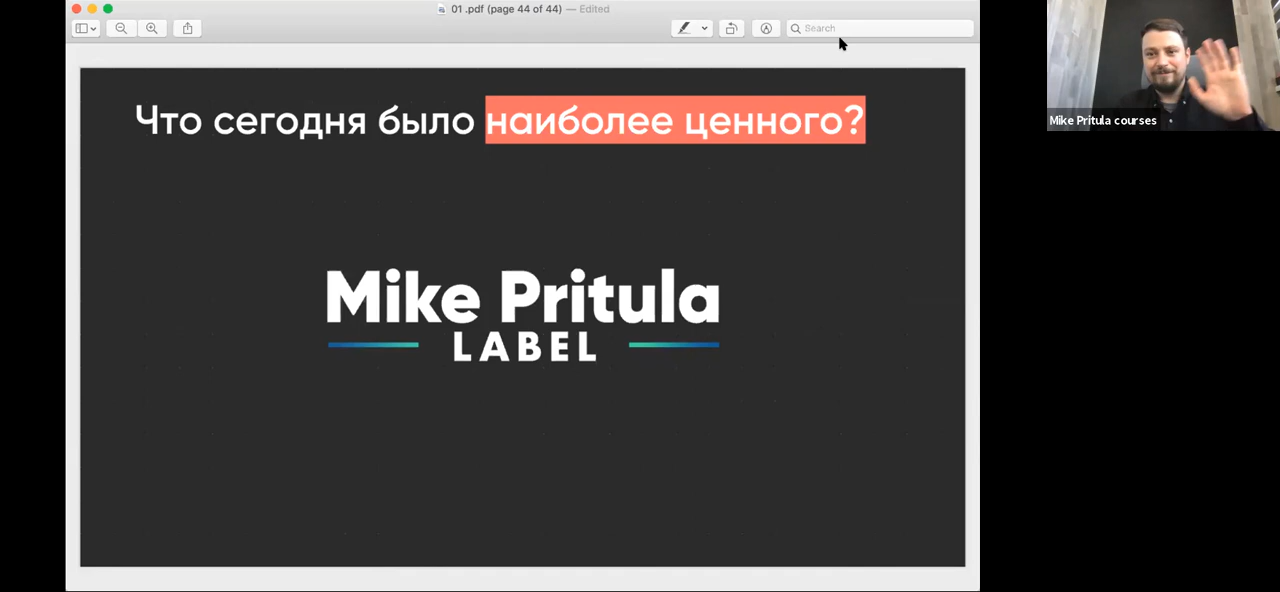 01 .pdf (page 44 of 44) — Edited
Search
Что сегодня было наиболее ценного?
Mike Pritula
LABEL
Mike Pritula courses